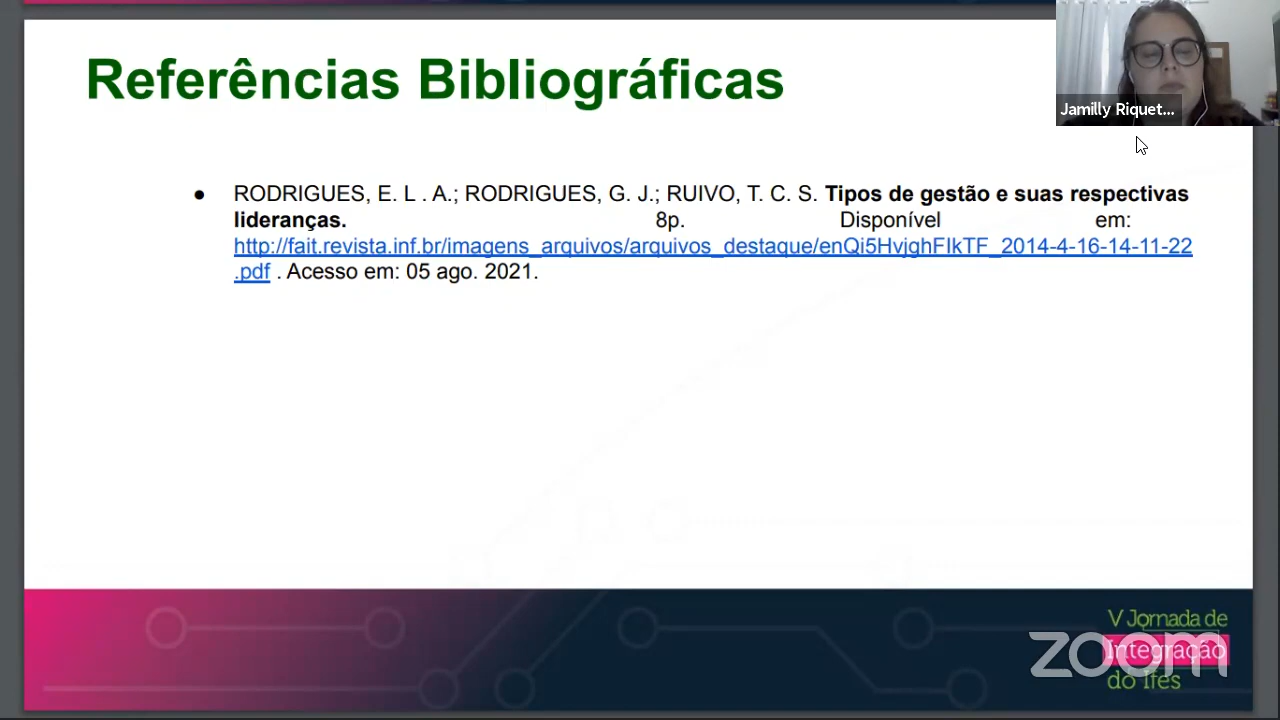 Referências Bibliográficas
Jamilly Riquet...
● RODRIGUES, E. L . A.; RODRIGUES, G. J.; RUIVO, T. C. S. Tipos de gestão e suas respectivas
lideranças. 8p. Disponível em:
http://fait.revista.inf.br/imagens_arquivos/arquivos_destaque/enQi5HvjghFIkTF_2014-4-16-14-11-22
.pdf . Acesso em: 05 ago. 2021.
V Jornada de
Integração
do Ifes
zoom